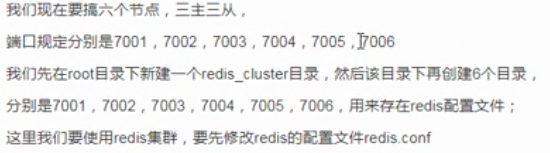 我们现在要搞六个节点，三主三从，
端口规定分别是7001，7002，7003，7004，7005，7006
我们先在root目录下新建一个redis_cluster目录，然后该目录下再创建6个目录，
分别是7001，7002，7003，7004，7005，7006，用来存在redis配置文件；
这里我们要使用redis集群，要先修改redis的配置文件redis.conf